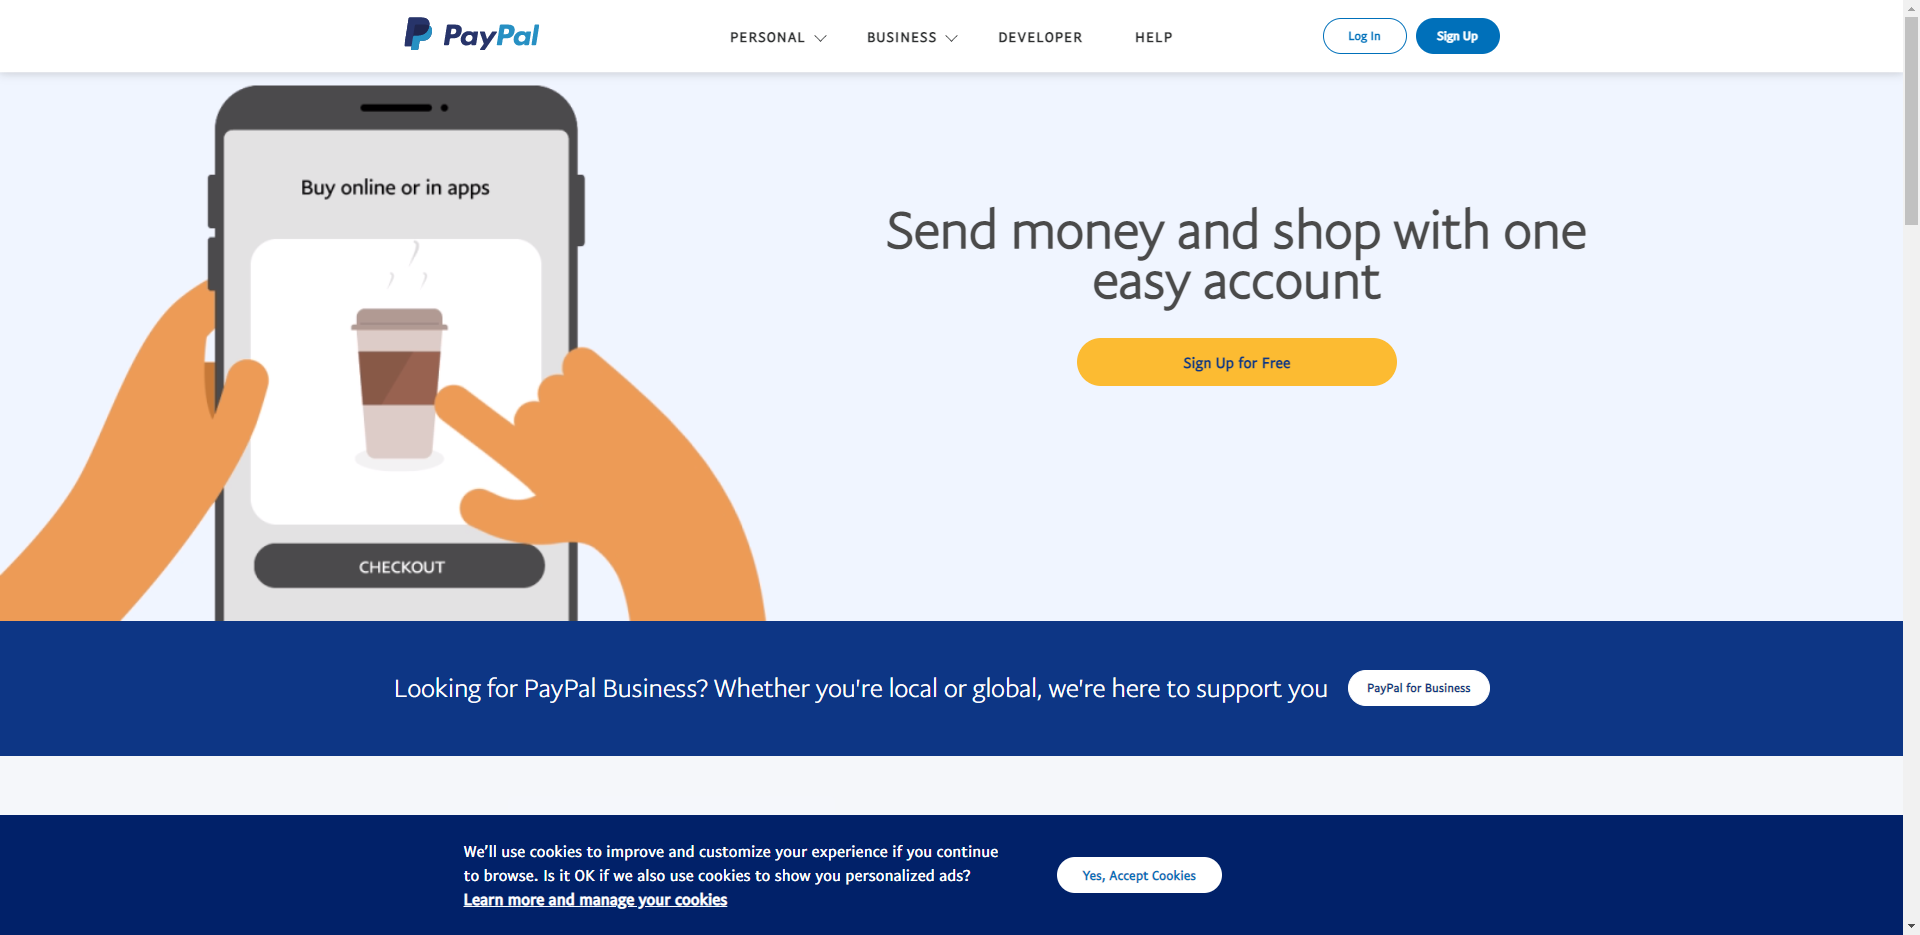 PayPal
PERSONAL
BUSINESS
DEVELOPER
HELP
Log In
Sign Up
Buy online or in apps
CHECKOUT
Send money and shop with one
easy account
Sign Up for Free
Looking for PayPal Business? Whether you're local or global, we're here to support you
PayPal for Business
We'll use cookies to improve and customize your experience if you continue
to browse. Is it OK if we also use cookies to show you personalized ads?
Learn more and manage your cookies
Yes, Accept Cookies